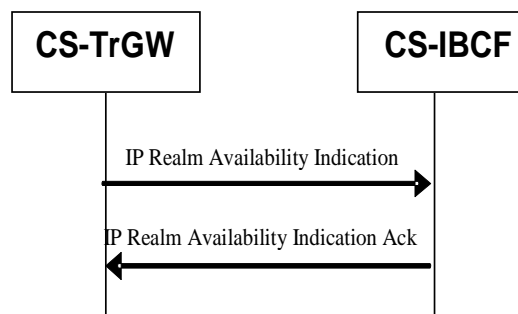 CS-TrGW
CS-IBCF
IP Realm Availability Indication
IP Realm Availability Indication Ack